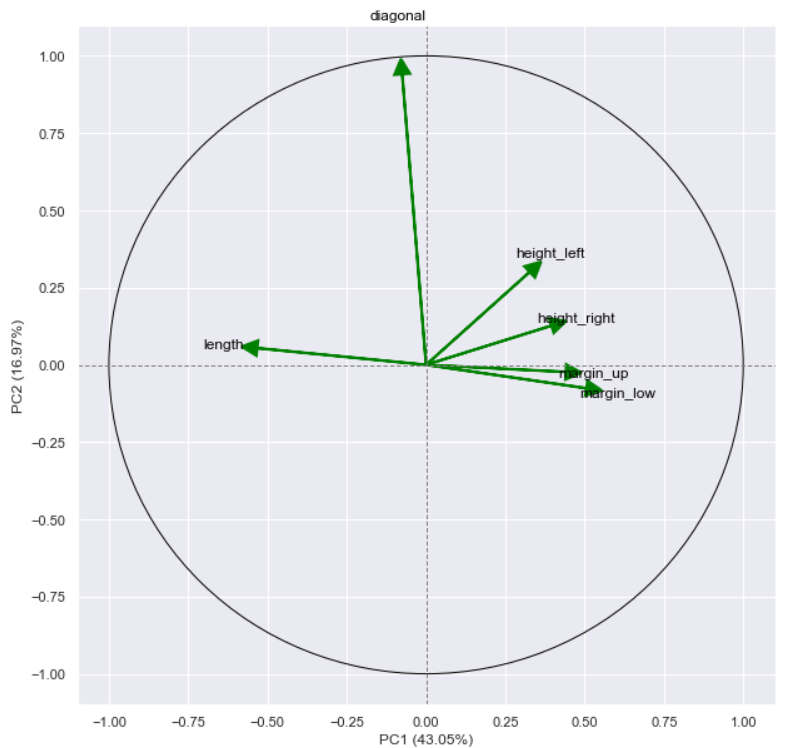 diagonal
1.00
0.75
0.50
height_left
0.25
height_right
length
0.00
margin_up
margin_low
−0.25
−0.50
−0.75
−1.00
PC2 (16.97%)
−1.00 −0.75 −0.50 −0.25 0.00 0.25 0.50 0.75 1.00
PC1 (43.05%)